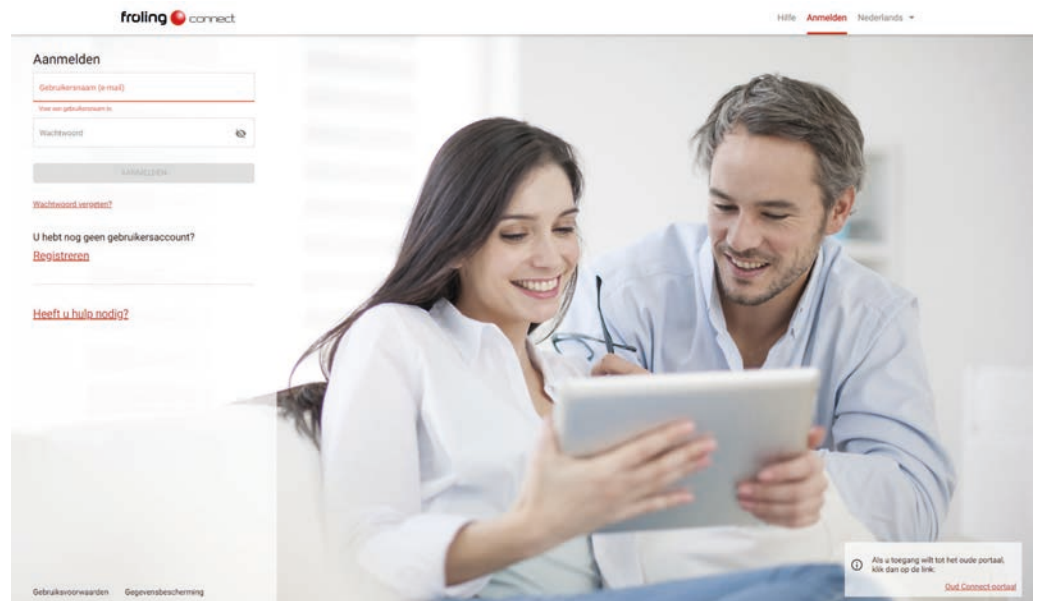 froling connect
Hilfe Anmelden Nederlands
Aanmelden
Gebruikersnaam (e-mail)
Voer een gebruikersnaam in.
Wachtwoord
AANMELDEN
Wachtwoord vergeten?
U hebt nog geen gebruikersaccount?
Registreren
Heeft u hulp nodig?
Als u toegang wilt tot het oude portaal,
klik dan op de link:
Oud Connect-portaal
Gebruiksvoorwaarden Gegevensbescherming